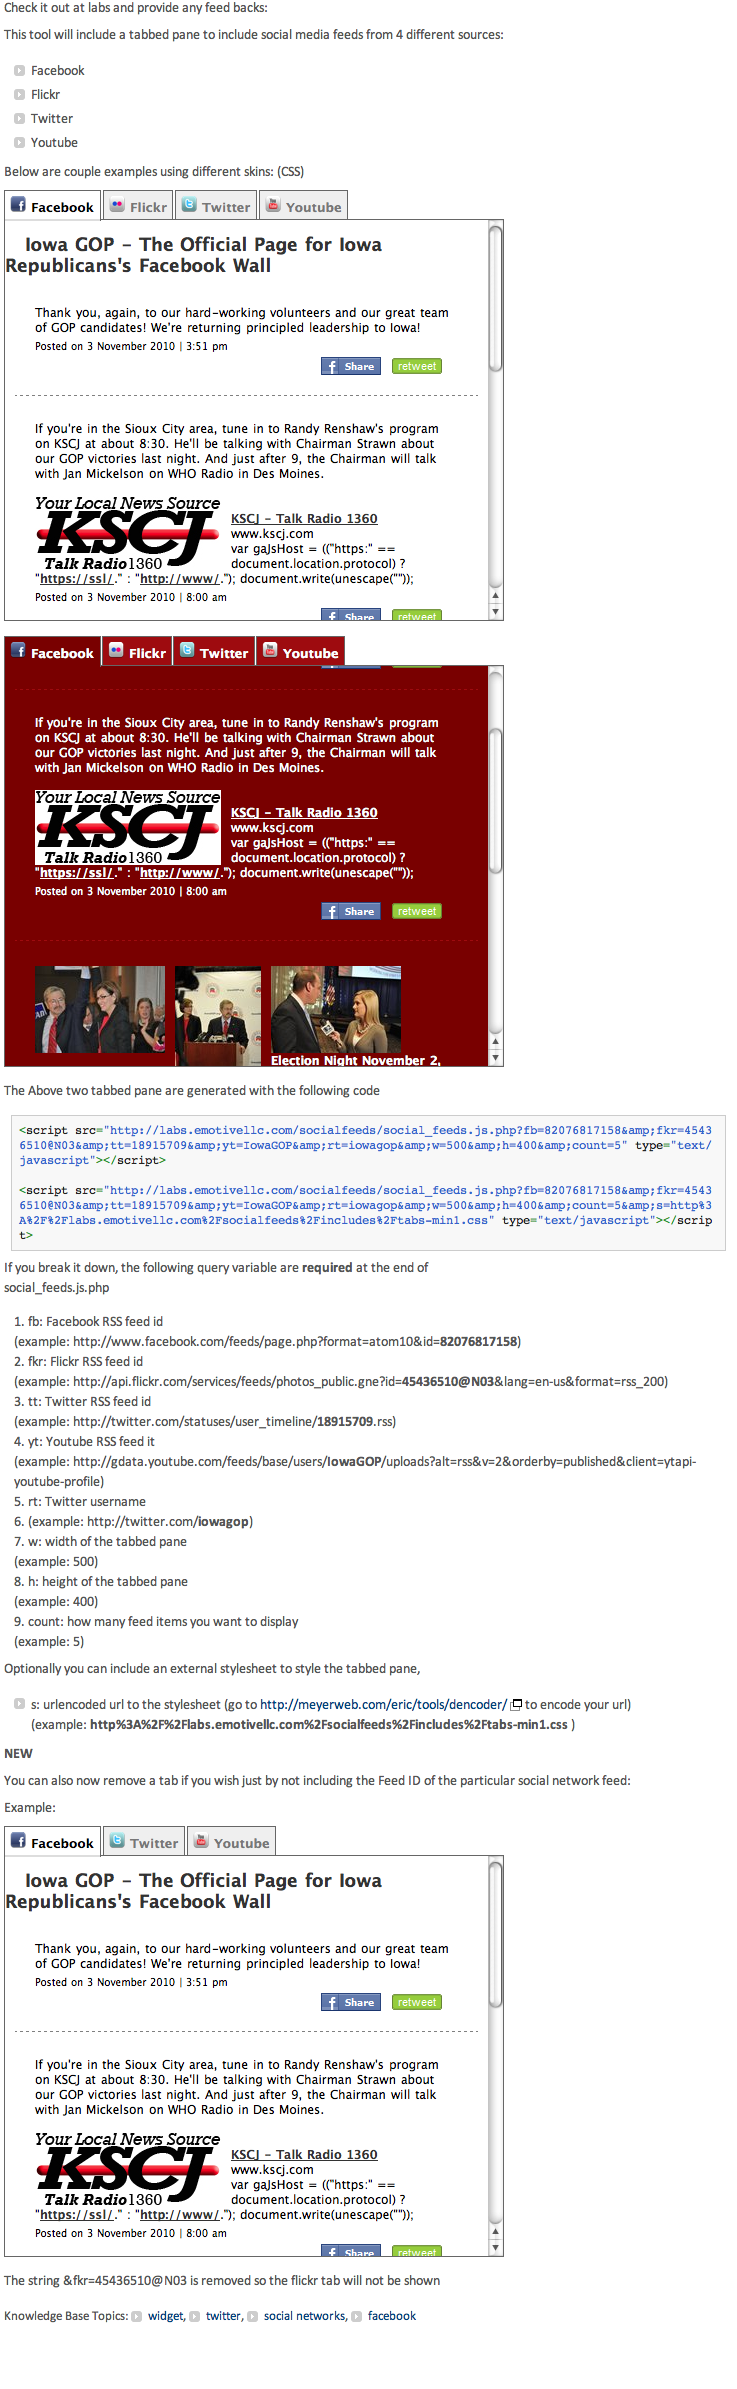 Check it out at labs and provide any feed backs:
This tool will include a tabbed pane to include social media feeds from 4 different sources:
Facebook
Flickr
Twitter
Youtube
Below are couple examples using different skins: (CSS)
Facebook Flickr Twitter Youtube
Iowa GOP - The Official Page for Iowa
Republicans's Facebook Wall
Thank you, again, to our hard-working volunteers and our great team
of GOP candidates! We're returning principled leadership to Iowa!
Posted on 3 November 2010 | 3:51 pm
f Share retweet
If you're in the Sioux City area, tune in to Randy Renshaw's program
on KSCJ at about 8:30. He'll be talking with Chairman Strawn about
our GOP victories last night. And just after 9, the Chairman will talk
with Jan Mickelson on WHO Radio in Des Moines.
Your Local News Source
KSCJ
Talk Radio 1360
KSCJ - Talk Radio 1360
www.kscj.com
var gaJsHost = (("https:" ==
document.location.protocol) ?
"https://ssl/." : "http://www/."); document.write(unescape(""));
Posted on 3 November 2010 | 8:00 am
f Share retweet
Facebook Flickr Twitter Youtube
If you're in the Sioux City area, tune in to Randy Renshaw's program
on KSCJ at about 8:30. He'll be talking with Chairman Strawn about
our GOP victories last night. And just after 9, the Chairman will talk
with Jan Mickelson on WHO Radio in Des Moines.
Your Local News Source
KSCJ
Talk Radio 1360
KSCJ - Talk Radio 1360
www.kscj.com
var gaJsHost = (("https:" ==
document.location.protocol) ?
"https://ssl/." : "http://www/."); document.write(unescape(""));
Posted on 3 November 2010 | 8:00 am
f Share retweet
Election Night November 2,
The Above two tabbed pane are generated with the following code
<script src="http://labs.emotivellc.com/socialfeeds/social_feeds.js.php?fb=82076817158&amp;fkr=4543
6510@N03&amp;tt=18915709&amp;yt=IowaGOP&amp;rt=iowagop&amp;w=500&amp;h=400&amp;count=5" type="text/
javascript"></script>
<script src="http://labs.emotivellc.com/socialfeeds/social_feeds.js.php?fb=82076817158&amp;fkr=4543
6510@N03&amp;tt=18915709&amp;yt=IowaGOP&amp;rt=iowagop&amp;w=500&amp;h=400&amp;count=5&amp;s=http%3
A%2F%2Flabs.emotivellc.com%2Fsocialfeeds%2Fincludes%2Ftabs-min1.css" type="text/javascript"></scrip
t>
If you break it down, the following query variable are required at the end of
social_feeds.js.php
1. fb: Facebook RSS feed id
(example: http://www.facebook.com/feeds/page.php?format=atom10&id=82076817158)
2. fkr: Flickr RSS feed id
(example: http://api.flickr.com/services/feeds/photos_public.gne?id=45436510@N03&lang=en-us&format=rss_200)
3. tt: Twitter RSS feed id
(example: http://twitter.com/statuses/user_timeline/18915709.rss)
4. yt: Youtube RSS feed it
(example: http://gdata.youtube.com/feeds/base/users/IowaGOP/uploads?alt=rss&v=2&orderby=published&client=ytapi-
youtube-profile)
5. rt: Twitter username
6. (example: http://twitter.com/iowagop)
7. w: width of the tabbed pane
(example: 500)
8. h: height of the tabbed pane
(example: 400)
9. count: how many feed items you want to display
(example: 5)
Optionally you can include an external stylesheet to style the tabbed pane,
s: urlencoded url to the stylesheet (go to http://meyerweb.com/eric/tools/dencoder/ to encode your url)
(example: http%3A%2F%2Flabs.emotivellc.com%2Fsocialfeeds%2Fincludes%2Ftabs-min1.css )
NEW
You can also now remove a tab if you wish just by not including the Feed ID of the particular social network feed:
Example:
Facebook Twitter Youtube
Iowa GOP - The Official Page for Iowa
Republicans's Facebook Wall
Thank you, again, to our hard-working volunteers and our great team
of GOP candidates! We're returning principled leadership to Iowa!
Posted on 3 November 2010 | 3:51 pm
f Share retweet
If you're in the Sioux City area, tune in to Randy Renshaw's program
on KSCJ at about 8:30. He'll be talking with Chairman Strawn about
our GOP victories last night. And just after 9, the Chairman will talk
with Jan Mickelson on WHO Radio in Des Moines.
Your Local News Source
KSCJ
Talk Radio 1360
KSCJ - Talk Radio 1360
www.kscj.com
var gaJsHost = (("https:" ==
document.location.protocol) ?
"https://ssl/." : "http://www/."); document.write(unescape(""));
Posted on 3 November 2010 | 8:00 am
f Share retweet
The string &fkr=45436510@N03 is removed so the flickr tab will not be shown
Knowledge Base Topics: widget, twitter, social networks, facebook